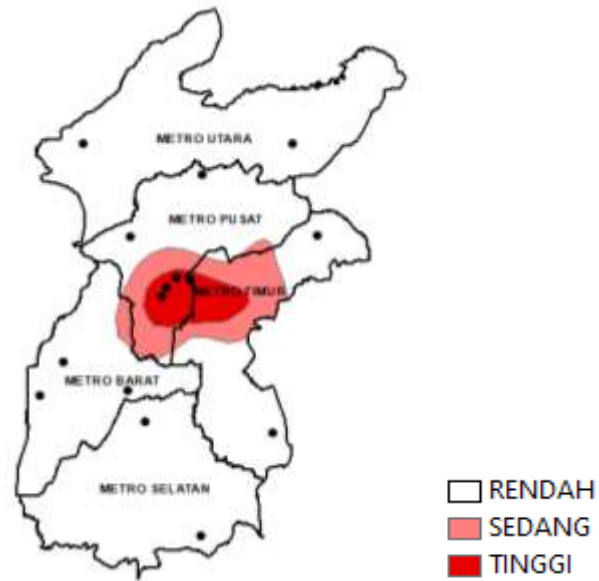 METRO UTARA
METRO PUSAT
METRO TIMUR
METRO BARAT
METRO SELATAN
RENDAH
SEDANG
TINGGI